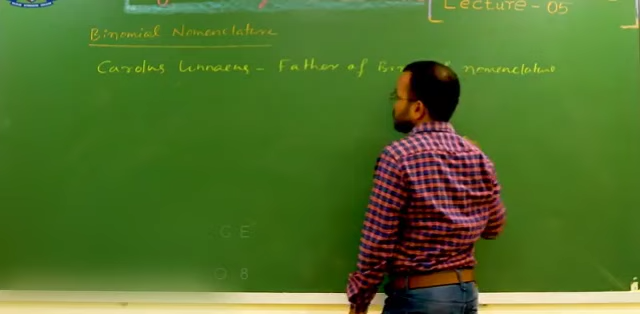 Lecture - 05
Binomial Nomenclature
Carolus Linnaeus - Father of nomenclature
G E
O B